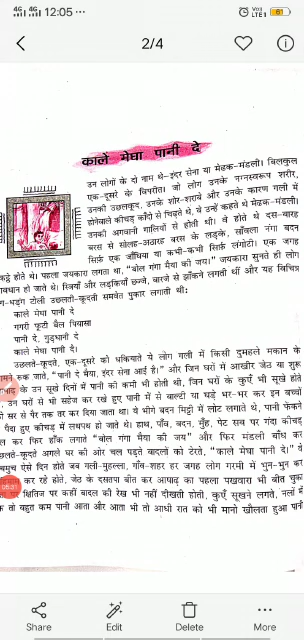 12:05
2/4
काले मेघा पानी दे
उन लोगों के दो नाम थे–इंदर सेना या मेढक-मंडली। बिलकुल
एक-दूसरे के विपरीत। जो लोग उनके नग्नस्वरूप शरीर,
उनकी उछलकूद, उनके शोर-शराबे और उनके कारण गली में
होनेवाले कीचड़ काँदो से चिढ़ते थे, वे उन्हें कहते थे मेढक-मंडली।
उनकी अगवानी गालियों से होती थी। वे होते थे दस-बारह
बरस से सोलह-अठारह बरस के लड़के, साँवला नंगा बदन
सिर्फ़ एक जाँघिया या कभी-कभी सिर्फ़ लंगोटी। एक जगह
कट्ठे होते थे। पहला जयकारा लगता था, "बोल गंगा मैया की जय।" जयकारा सुनते ही लोग
सावधान हो जाते थे। स्त्रियाँ और लड़कियाँ छज्जे, बारजे से झाँकने लगती थीं और यह विचित्र
-धड़ंग टोली उछलती-कूदती समवेत पुकार लगाती थी:
काले मेघा पानी दे
गगरी फूटी बैल पियासा
पानी दे, गुड़धानी दे
काले मेघा पानी दे।
उछलते-कूदते, एक-दूसरे को धकियाते ये लोग गली में किसी दुमहले मकान के
सामने रुक जाते, "पानी दे मैया, इंदर सेना आई है।" और जिन घरों में आखीर जेठ या शुरू
के उन सूखे दिनों में पानी की कमी भी होती थी, जिन घरों के कुएँ भी सूखे होते
, उन घरों से भी सहेज कर रखे हुए पानी में से बाल्टी या घड़े भर-भर कर इन बच्चों
को सर से पैर तक तर कर दिया जाता था। ये भीगे बदन मिट्टी में लोट लगाते थे, पानी फेंकने
पैदा हुए कीचड़ में लथपथ हो जाते थे। हाथ, पाँव, बदन, मुँह, पेट सब पर गंदा कीचड़
कर फिर हाँक लगाते "बोल गंगा मैया की जय" और फिर मंडली बाँध कर
उछलते-कूदते अगले घर की ओर चल पड़ते बादलों को टेरते, "काले मेघा पानी दे।" वे
सचमुच ऐसे दिन होते जब गली-मुहल्ला, गाँव-शहर हर जगह लोग गरमी में भुन-भुन कर
कर रहे होते, जेठ के दसतपा बीत कर आषाढ़ का पहला पखवारा भी बीत चुका
पर क्षितिज पर कहीं बादल की रेख भी नहीं दीखती होती, कुएँ सूखने लगते, नलों में
तो बहुत कम पानी आता और आता भी तो आधी रात को भी मानो खौलता हुआ पानी
Share Edit Delete More